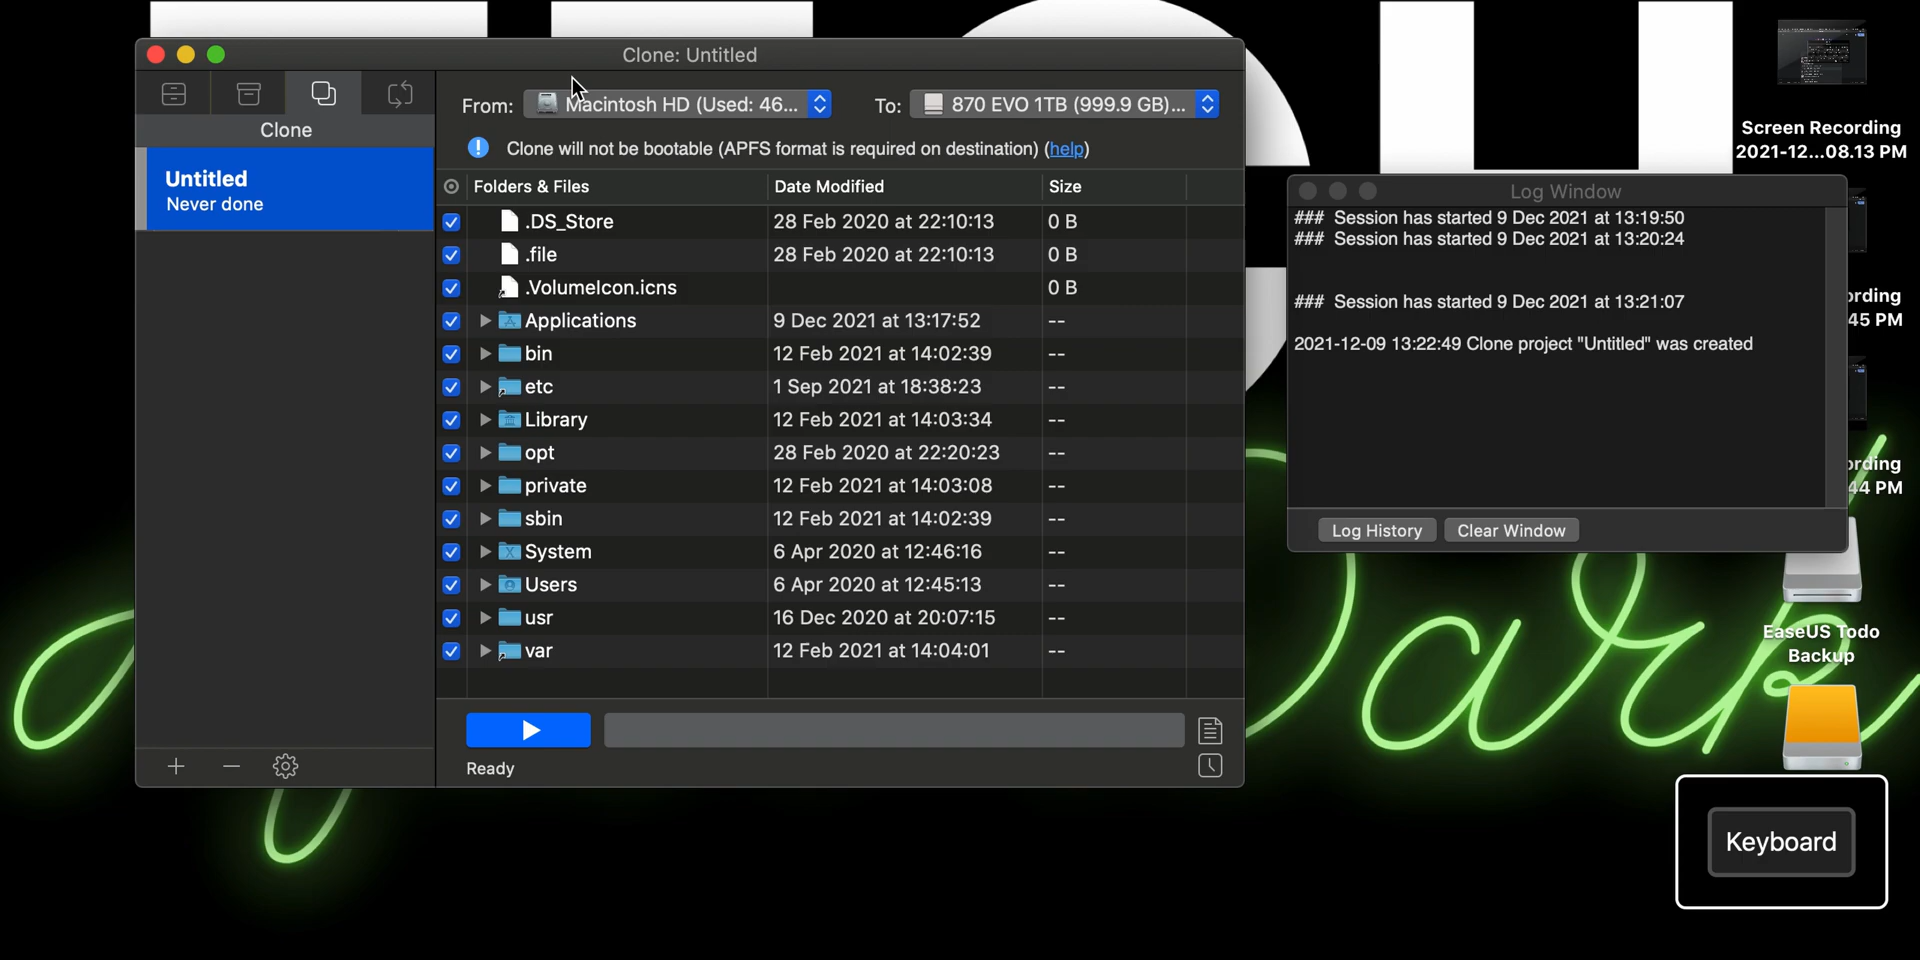 Clone: Untitled
Clone
Untitled
Never done
From: Macintosh HD (Used: 46... To: 870 EVO 1TB (999.9 GB)...
Clone will not be bootable (APFS format is required on destination) (help)
Folders & Files Date Modified Size
.DS_Store 28 Feb 2020 at 22:10:13 0 B
.file 28 Feb 2020 at 22:10:13 0 B
.VolumeIcon.icns 0 B
Applications 9 Dec 2021 at 13:17:52 --
bin 12 Feb 2021 at 14:02:39 --
etc 1 Sep 2021 at 18:38:23 --
Library 12 Feb 2021 at 14:03:34 --
opt 28 Feb 2020 at 22:20:23 --
private 12 Feb 2021 at 14:03:08 --
sbin 12 Feb 2021 at 14:02:39 --
System 6 Apr 2020 at 12:46:16 --
Users 6 Apr 2020 at 12:45:13 --
usr 16 Dec 2020 at 20:07:15 --
var 12 Feb 2021 at 14:04:01 --
Ready
Log Window
### Session has started 9 Dec 2021 at 13:19:50
### Session has started 9 Dec 2021 at 13:20:24
### Session has started 9 Dec 2021 at 13:21:07
2021-12-09 13:22:49 Clone project "Untitled" was created
Log History Clear Window
Screen Recording
2021-12...08.13 PM
45 PM
44 PM
EaseUS Todo
Backup
Keyboard